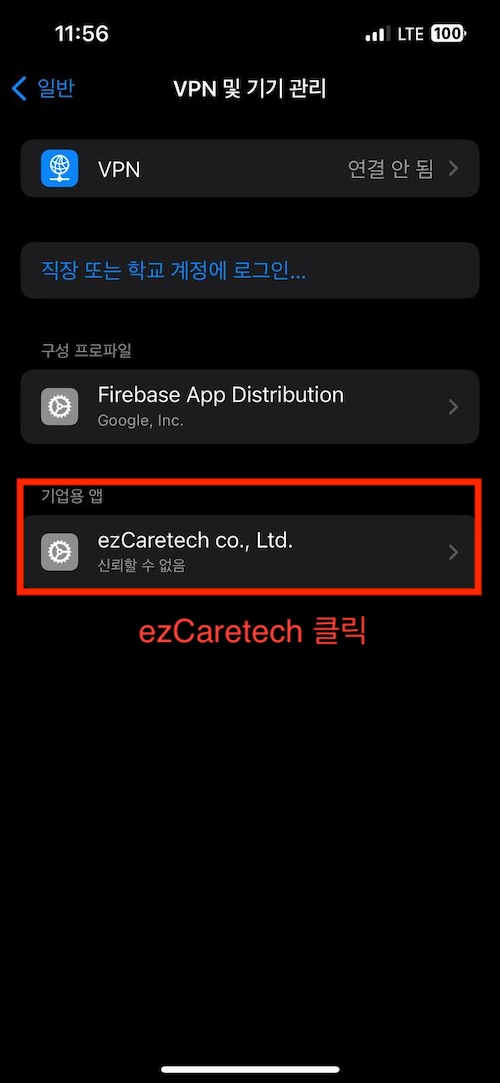 11:56
LTE 100
일반
VPN 및 기기 관리
VPN 연결 안 됨
직장 또는 학교 계정에 로그인...
구성 프로파일
Firebase App Distribution
Google, Inc.
기업용 앱
ezCaretech co., Ltd.
신뢰할 수 없음
ezCaretech 클릭